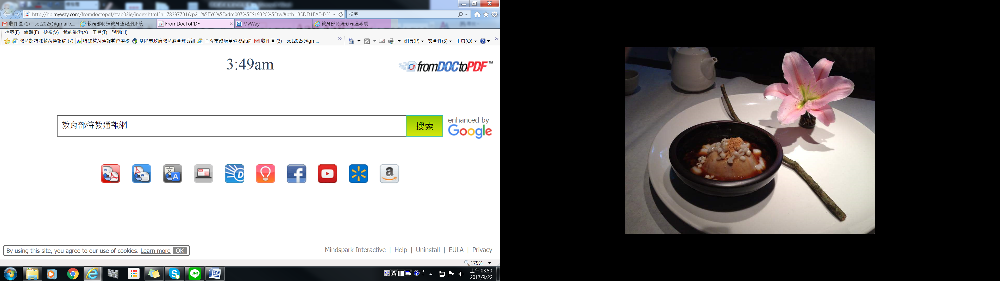 http://hp.myway.com/fromdoctopdf/ttab02ie/index.html?n=783977B1&p2=%5EY6%5Exdm007%5ES19320%5Etw&ptb=B5DD1EAF-FC0
搜尋...
收件匣 (1) - set202x@gmail.c...
教育部特殊教育通報網系統
FromDocToPDF
MyWay
教育部特殊教育通報網
檔案(F) 編輯(E) 檢視(V) 我的最愛(A) 工具(T) 說明(H)
教育部特殊教育通報網 (7) 特殊教育通報數位學校 基隆市政府教育處全球資訊 基隆市政府全球資訊網 收件匣 (3) - set202x@gm...
網頁(P) 安全性(S) 工具(O)
3:49am
fromDOCtoPDF™
教育部特教通報網
搜索
enhanced by
Google
By using this site, you agree to our use of cookies. Learn more OK
Mindspark Interactive | Help | Uninstall | EULA | Privacy
175%
LINE
上午 03:50
2017/9/22